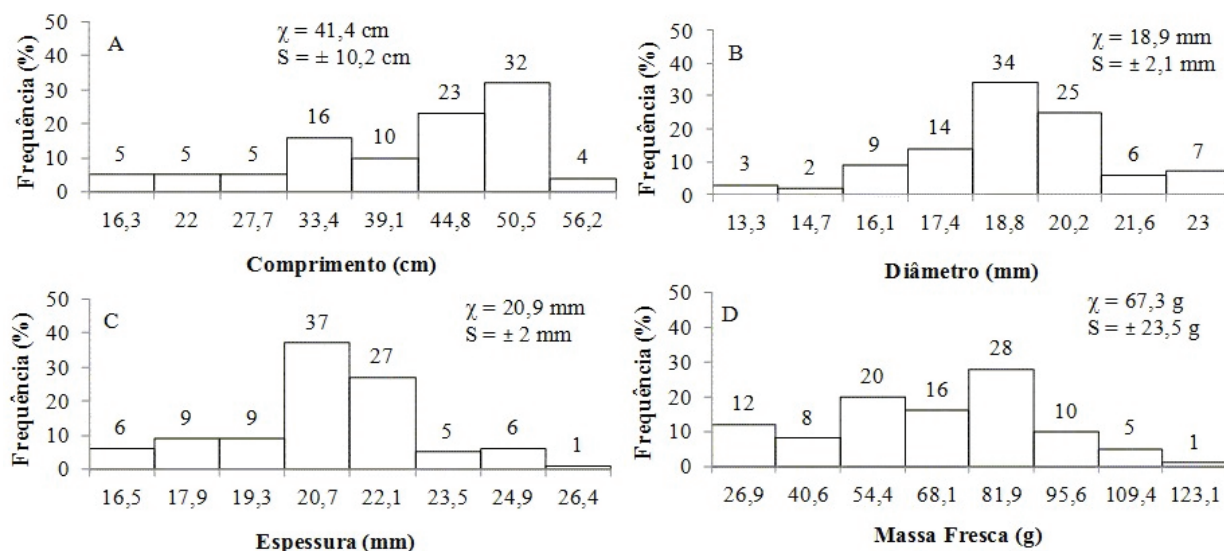 A
χ = 41,4 cm
S = ± 10,2 cm
Frequência (%)
50
40
30
20
10
0
5 5 5 16 10 23 32 4
16,3 22 27,7 33,4 39,1 44,8 50,5 56,2
Comprimento (cm)
B
χ = 18,9 mm
S = ± 2,1 mm
Frequência (%)
50
40
30
20
10
0
3 2 9 14 34 25 6 7
13,3 14,7 16,1 17,4 18,8 20,2 21,6 23
Diâmetro (mm)
C
χ = 20,9 mm
S = ± 2 mm
Frequência (%)
50
40
30
20
10
0
6 9 9 37 27 5 6 1
16,5 17,9 19,3 20,7 22,1 23,5 24,9 26,4
Espessura (mm)
D
χ = 67,3 g
S = ± 23,5 g
Frequência (%)
50
40
30
20
10
0
12 8 20 16 28 10 5 1
26,9 40,6 54,4 68,1 81,9 95,6 109,4 123,1
Massa Fresca (g)